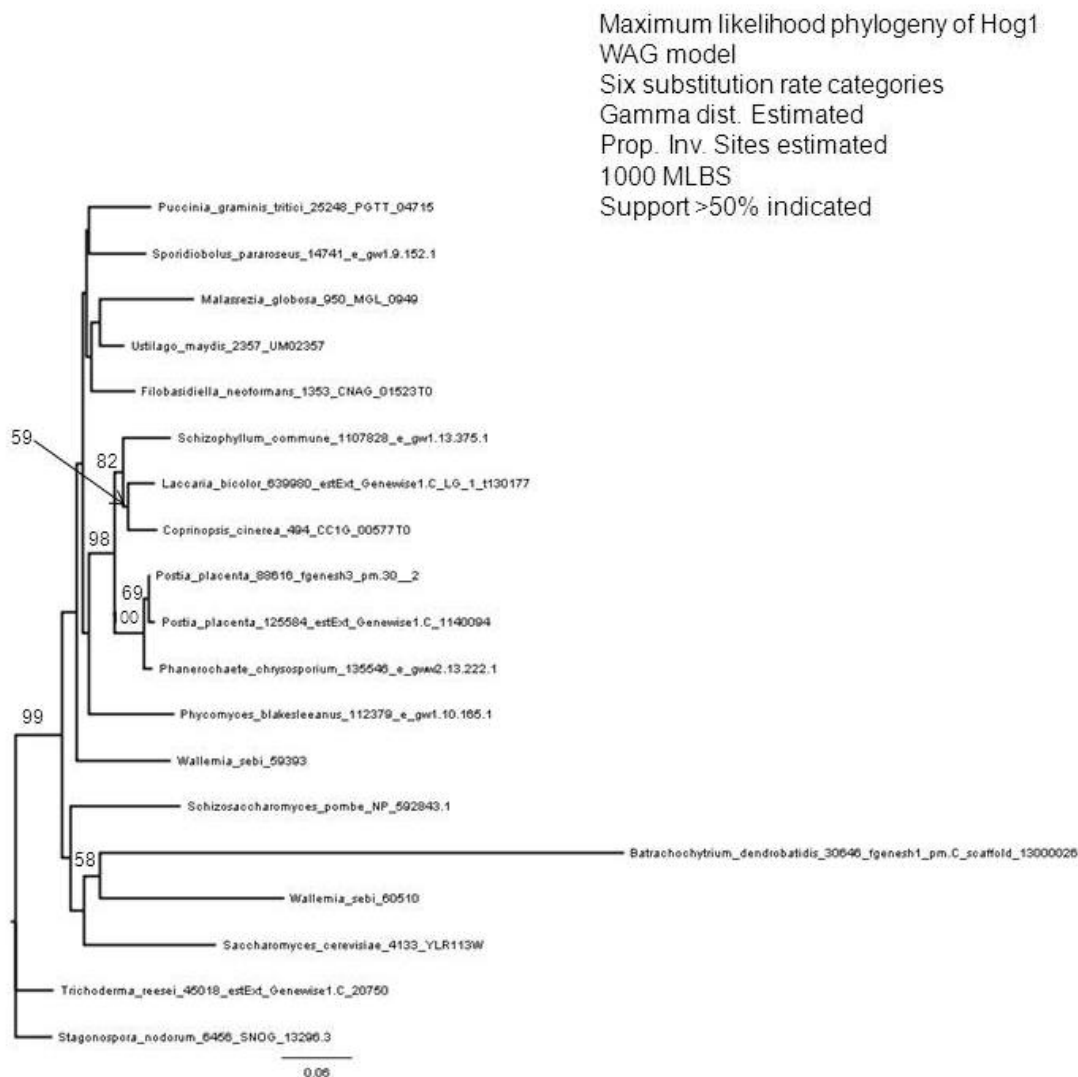 Maximum likelihood phylogeny of Hog1
WAG model
Six substitution rate categories
Gamma dist. Estimated
Prop. Inv. Sites estimated
1000 MLBS
Support >50% indicated
Puccinia_graminis_tritici_25248_PGTT_04715
Sporidiobolus_pararoseus_14741_e_gw1.9.152.1
Malassezia_globosa_950_MGL_0949
Ustilago_maydis_2357_UM02357
Filobasidiella_neoformans_1353_CNAG_01523T0
59
Schizophyllum_commune_1107828_e_gw1.13.375.1
82
Laccaria_bicolor_639980_estExt_Genewise1.C_LG_1_t130177
Coprinopsis_cinerea_494_CC1G_00577T0
98
Postia_placenta_88616_fgenesh3_pm.30__2
69
100
Postia_placenta_125584_estExt_Genewise1.C_1140094
Phanerochaete_chrysosporium_135546_e_gww2.13.222.1
Phycomyces_blakesleeanus_112379_e_gw1.10.165.1
99
Wallemia_sebi_59393
Schizosaccharomyces_pombe_NP_592843.1
Batrachochytrium_dendrobatidis_30646_fgenesh1_pm.C_scaffold_13000026
58
Wallemia_sebi_60510
Saccharomyces_cerevisiae_4133_YLR113W
Trichoderma_reesei_45018_estExt_Genewise1.C_20750
Stagonospora_nodorum_6456_SNOG_13296.3
0.06